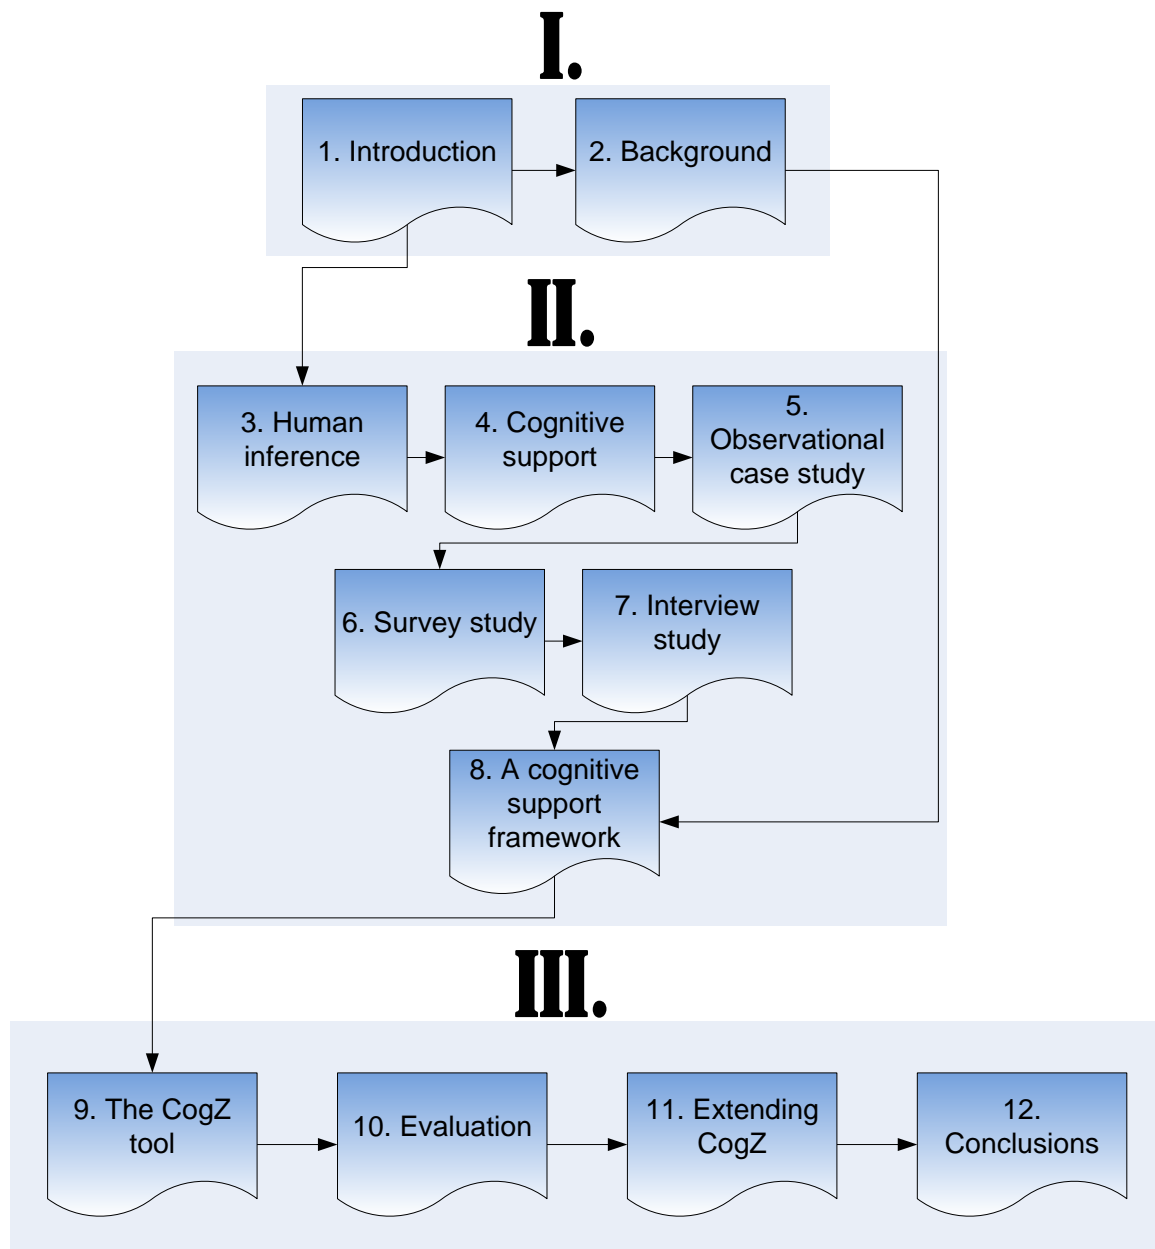 I.
1. Introduction
2. Background
II.
3. Human
inference
4. Cognitive
support
5.
Observational
case study
6. Survey study
7. Interview
study
8. A cognitive
support
framework
III.
9. The CogZ
tool
10. Evaluation
11. Extending
CogZ
12.
Conclusions